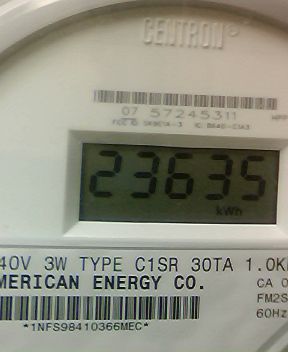 CENTRON®
07 57245311
23635
kWh
40V 3W TYPE C1SR 30TA 1.0K
MERICAN ENERGY CO.
CA 0
FM2S
60Hz
*1NFS98410366MEC*